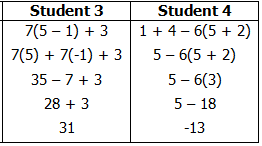 Student 3 Student 4
7(5 – 1) + 3 1 + 4 – 6(5 + 2)
7(5) + 7(-1) + 3 5 – 6(5 + 2)
35 – 7 + 3 5 – 6(3)
28 + 3 5 – 18
31 -13